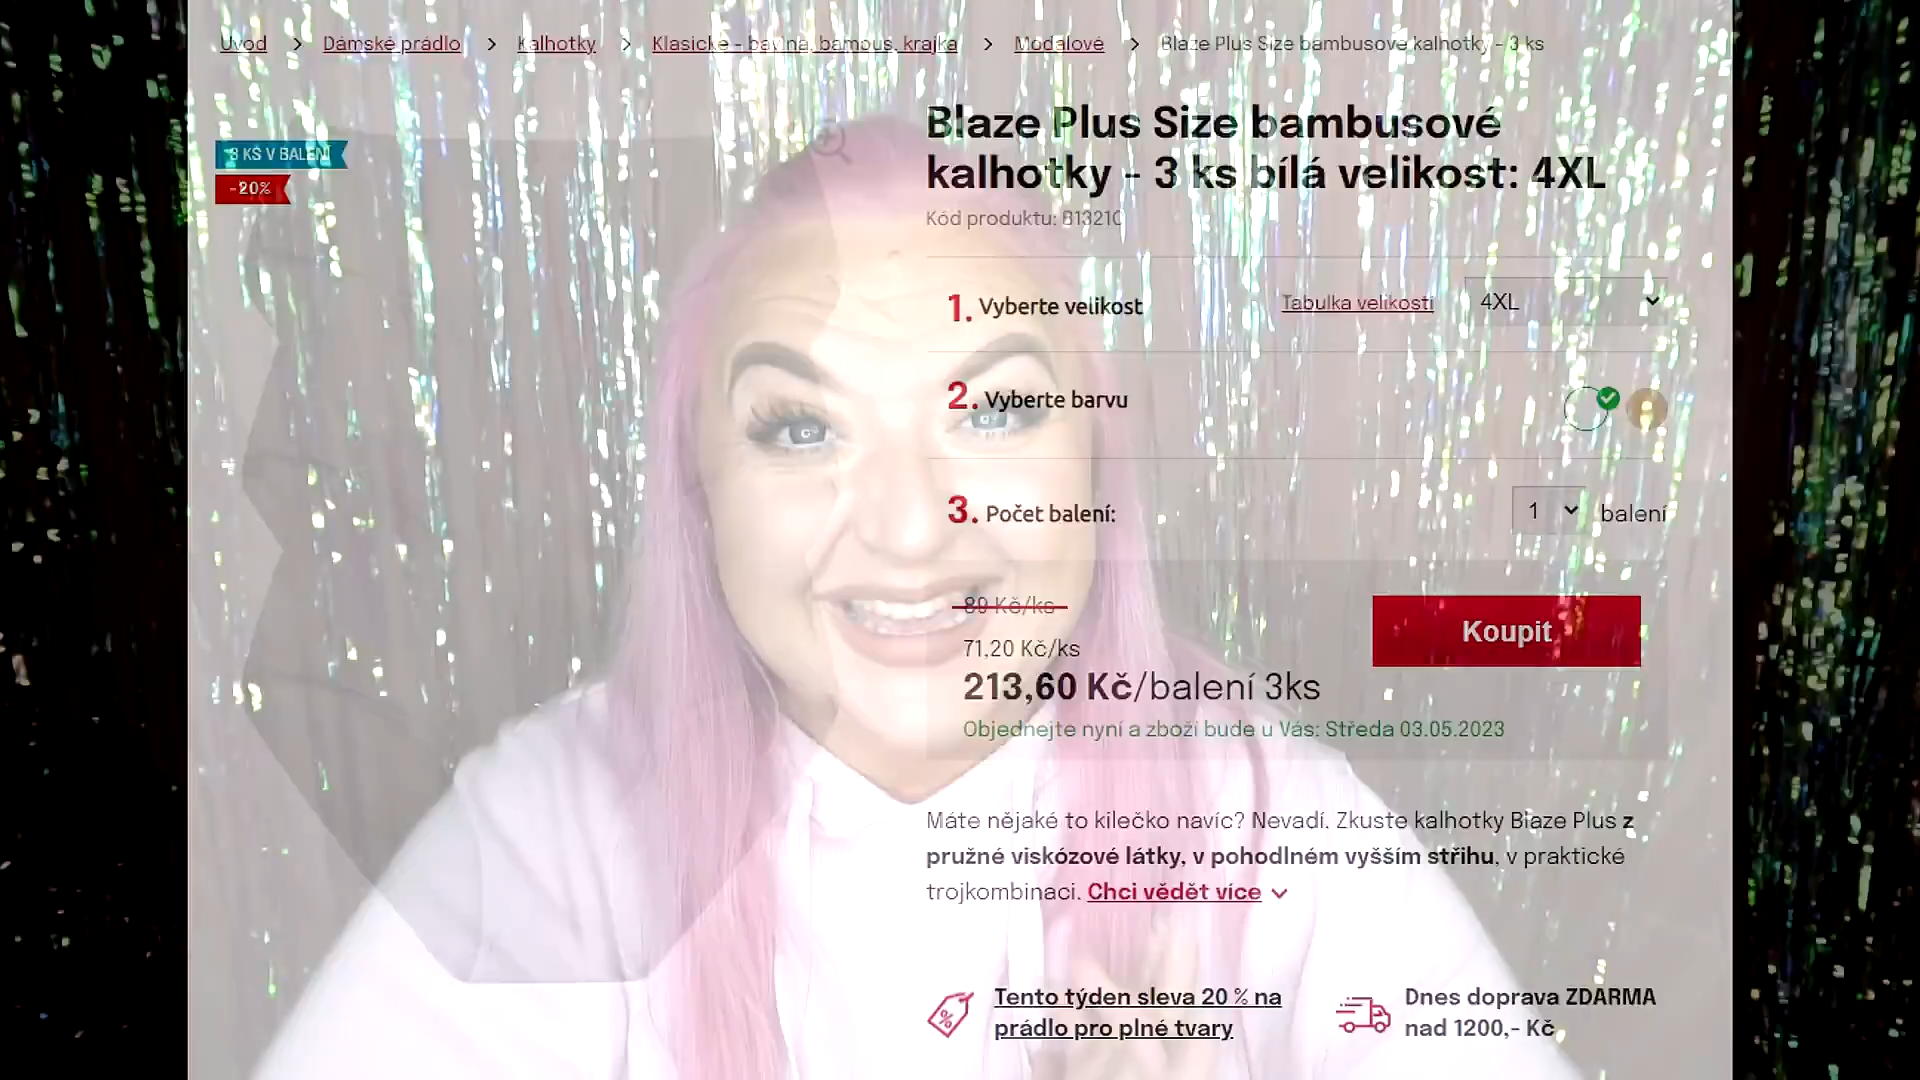 Úvod > Dámské prádlo > Kalhotky > Klasické - bavlna, bambus, krajka > Modalové > Blaze Plus Size bambusové kalhotky - 3 ks
3 KS V BALENÍ
-20%
Blaze Plus Size bambusové
kalhotky - 3 ks bílá velikost: 4XL
Kód produktu: B13210
1. Vyberte velikost
Tabulka velikostí
4XL
2. Vyberte barvu
3. Počet balení:
1
balení
89 Kč/ks
71,20 Kč/ks
Koupit
213,60 Kč/balení 3ks
Objednejte nyní a zboží bude u Vás: Středa 03.05.2023
Máte nějaké to kilečko navíc? Nevadí. Zkuste kalhotky Blaze Plus z
pružné viskózové látky, v pohodlném vyšším střihu, v praktické
trojkombinaci. Chci vědět více
Tento týden sleva 20 % na
prádlo pro plné tvary
Dnes doprava ZDARMA
nad 1200,- Kč